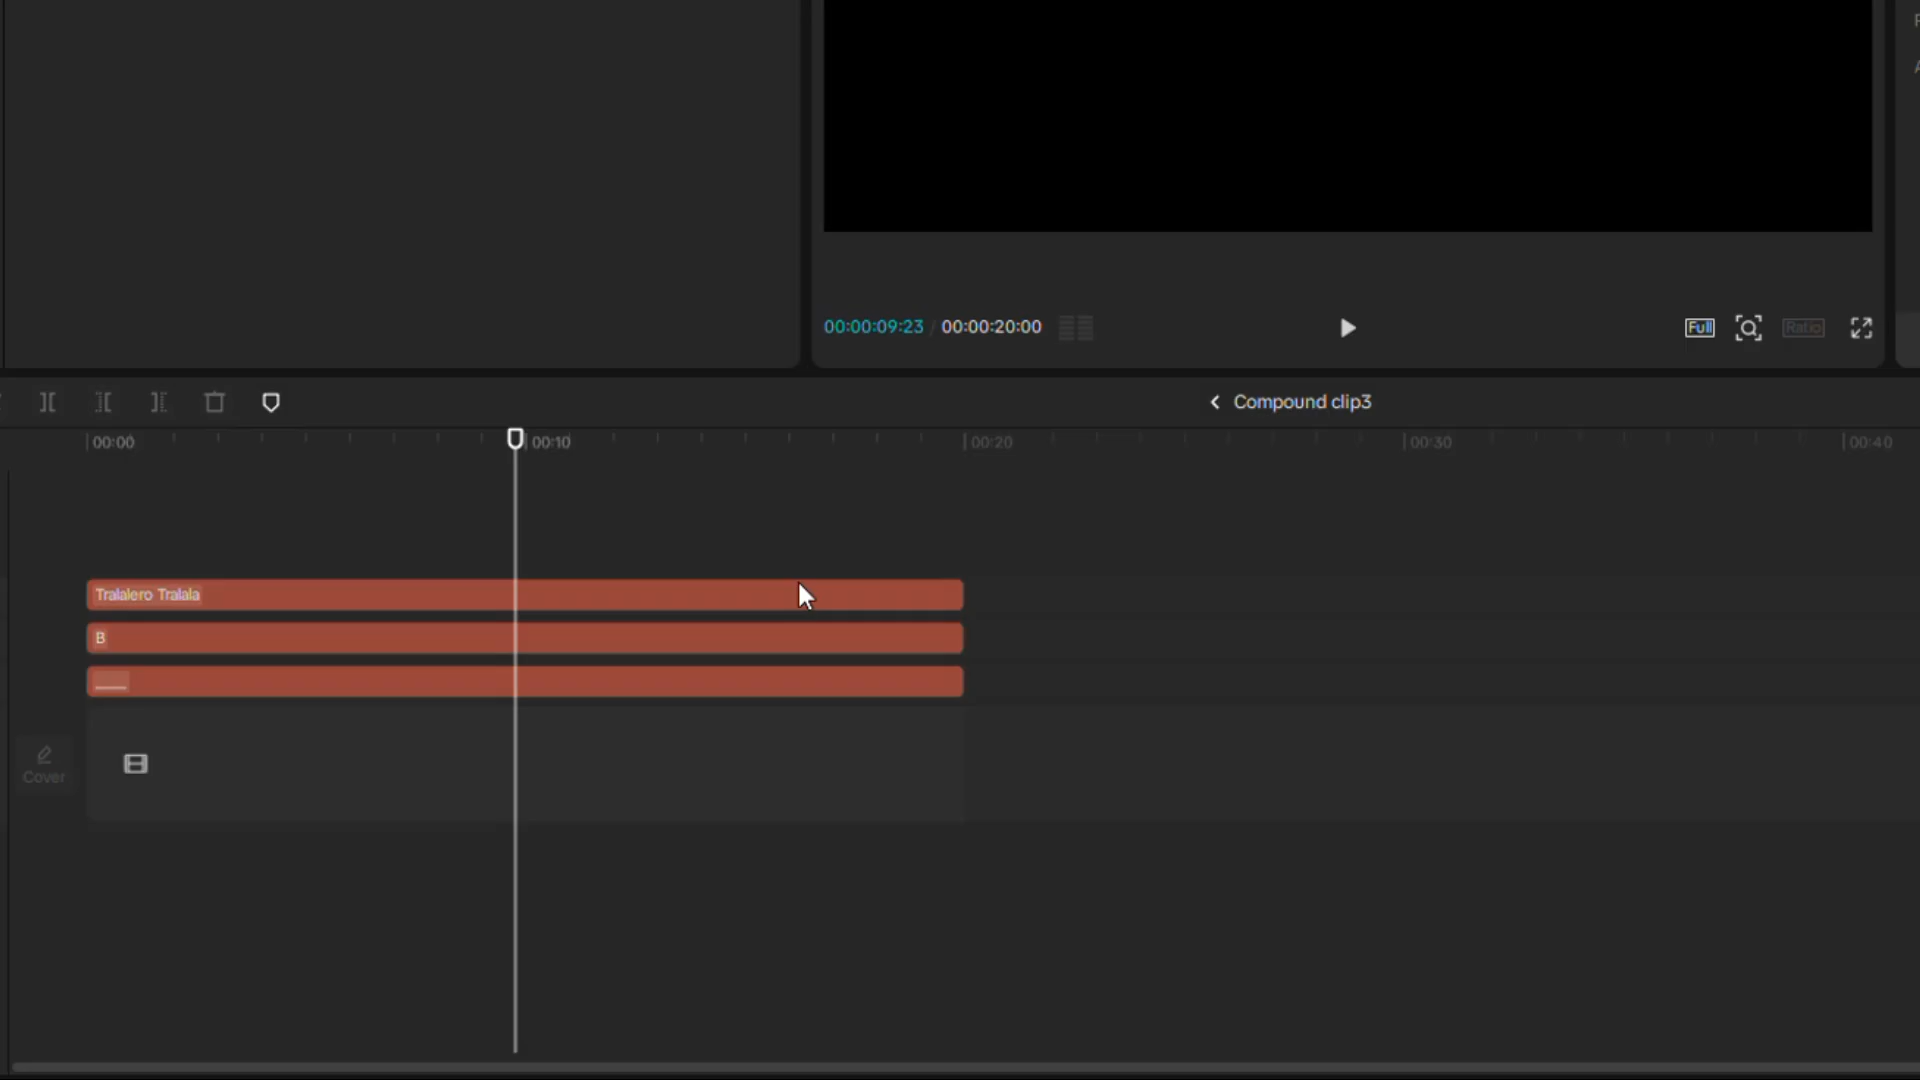 00:00:09:23 / 00:00:20:00
Full
Ratio
Compound clip3
00:00
00:10
00:20
00:30
00:40
Tralalero Tralala
B
____
Cover